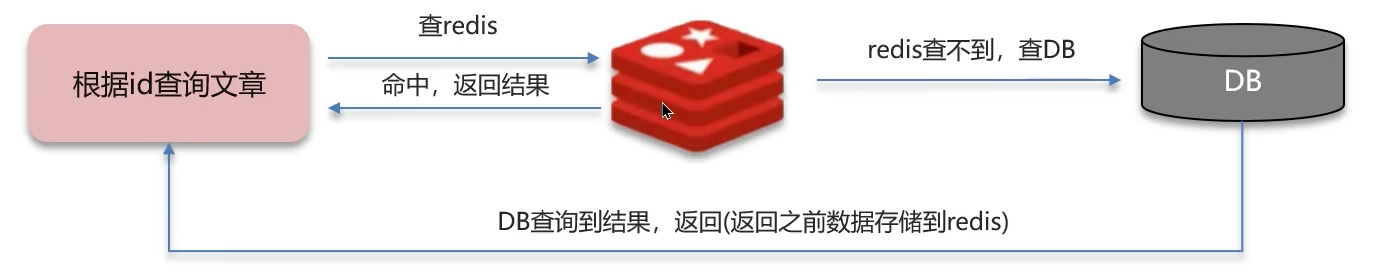 查redis
根据id查询文章
命中，返回结果
redis查不到，查DB
DB
DB查询到结果，返回(返回之前数据存储到redis)